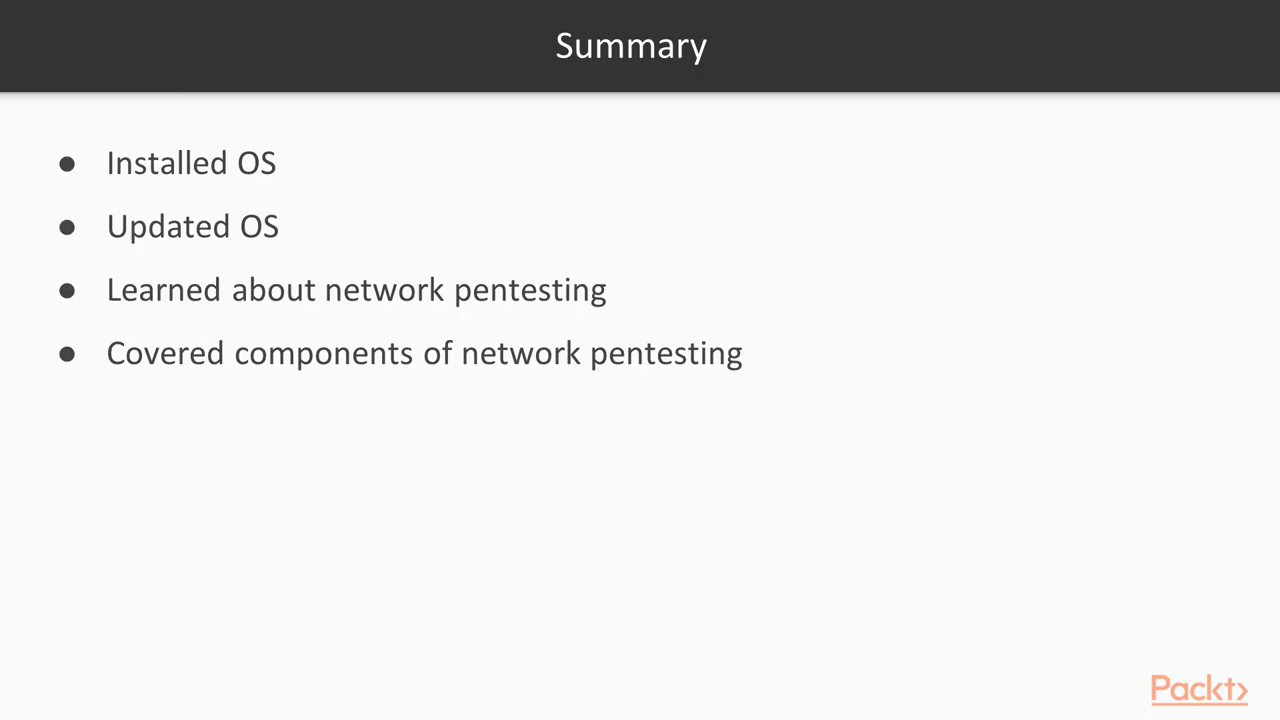 Summary
● Installed OS
● Updated OS
● Learned about network pentesting
● Covered components of network pentesting
Packt>